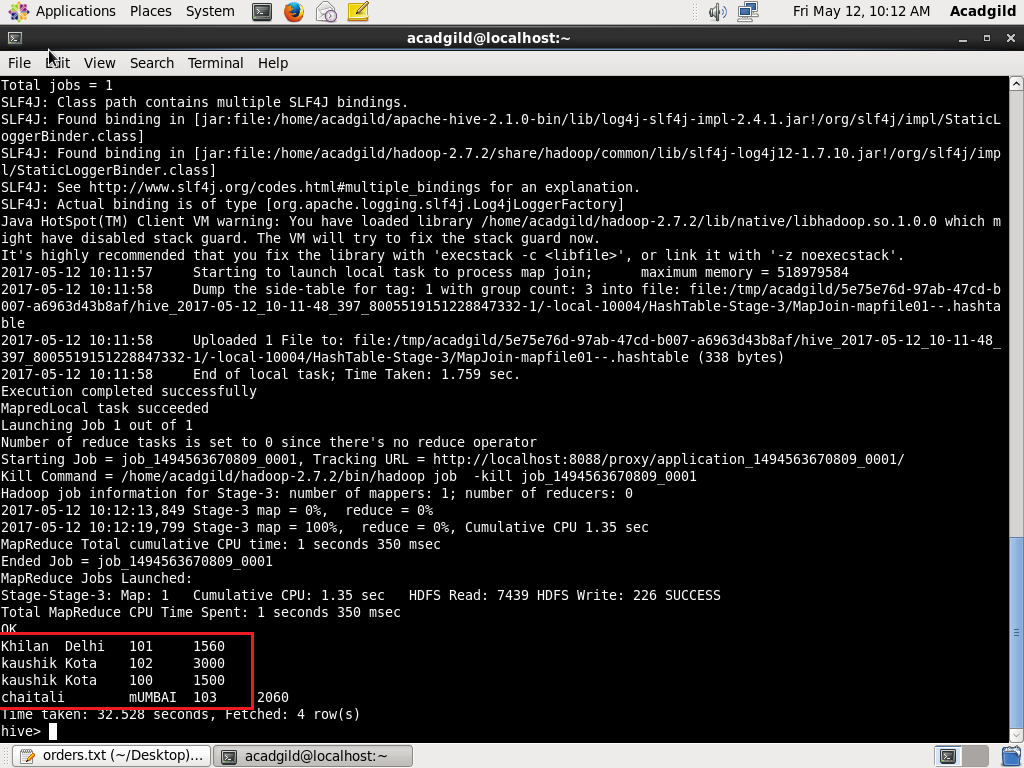 Applications Places System Fri May 12, 10:12 AM Acadgild
acadgild@localhost:~
File Edit View Search Terminal Help
Total jobs = 1
SLF4J: Class path contains multiple SLF4J bindings.
SLF4J: Found binding in [jar:file:/home/acadgild/apache-hive-2.1.0-bin/lib/log4j-slf4j-impl-2.4.1.jar!/org/slf4j/impl/StaticL
oggerBinder.class]
SLF4J: Found binding in [jar:file:/home/acadgild/hadoop-2.7.2/share/hadoop/common/lib/slf4j-log4j12-1.7.10.jar!/org/slf4j/imp
l/StaticLoggerBinder.class]
SLF4J: See http://www.slf4j.org/codes.html#multiple_bindings for an explanation.
SLF4J: Actual binding is of type [org.apache.logging.slf4j.Log4jLoggerFactory]
Java HotSpot(TM) Client VM warning: You have loaded library /home/acadgild/hadoop-2.7.2/lib/native/libhadoop.so.1.0.0 which m
ight have disabled stack guard. The VM will try to fix the stack guard now.
It's highly recommended that you fix the library with 'execstack -c <libfile>', or link it with '-z noexecstack'.
2017-05-12 10:11:57     Starting to launch local task to process map join;      maximum memory = 518979584
2017-05-12 10:11:58     Dump the side-table for tag: 1 with group count: 3 into file: file:/tmp/acadgild/5e75e76d-97ab-47cd-b
007-a6963d43b8af/hive_2017-05-12_10-11-48_397_8005519151228847332-1/-local-10004/HashTable-Stage-3/MapJoin-mapfile01--.hashta
ble
2017-05-12 10:11:58     Uploaded 1 File to: file:/tmp/acadgild/5e75e76d-97ab-47cd-b007-a6963d43b8af/hive_2017-05-12_10-11-48_
397_8005519151228847332-1/-local-10004/HashTable-Stage-3/MapJoin-mapfile01--.hashtable (338 bytes)
2017-05-12 10:11:58     End of local task; Time Taken: 1.759 sec.
Execution completed successfully
MapredLocal task succeeded
Launching Job 1 out of 1
Number of reduce tasks is set to 0 since there's no reduce operator
Starting Job = job_1494563670809_0001, Tracking URL = http://localhost:8088/proxy/application_1494563670809_0001/
Kill Command = /home/acadgild/hadoop-2.7.2/bin/hadoop job  -kill job_1494563670809_0001
Hadoop job information for Stage-3: number of mappers: 1; number of reducers: 0
2017-05-12 10:12:13,849 Stage-3 map = 0%,  reduce = 0%
2017-05-12 10:12:19,799 Stage-3 map = 100%,  reduce = 0%, Cumulative CPU 1.35 sec
MapReduce Total cumulative CPU time: 1 seconds 350 msec
Ended Job = job_1494563670809_0001
MapReduce Jobs Launched:
Stage-Stage-3: Map: 1   Cumulative CPU: 1.35 sec   HDFS Read: 7439 HDFS Write: 226 SUCCESS
Total MapReduce CPU Time Spent: 1 seconds 350 msec
OK
Khilan  Delhi   101     1560
kaushik Kota    102     3000
kaushik Kota    100     1500
chaitali        mUMBAI  103     2060
Time taken: 32.528 seconds, Fetched: 4 row(s)
hive>
orders.txt (~/Desktop)... acadgild@localhost:~